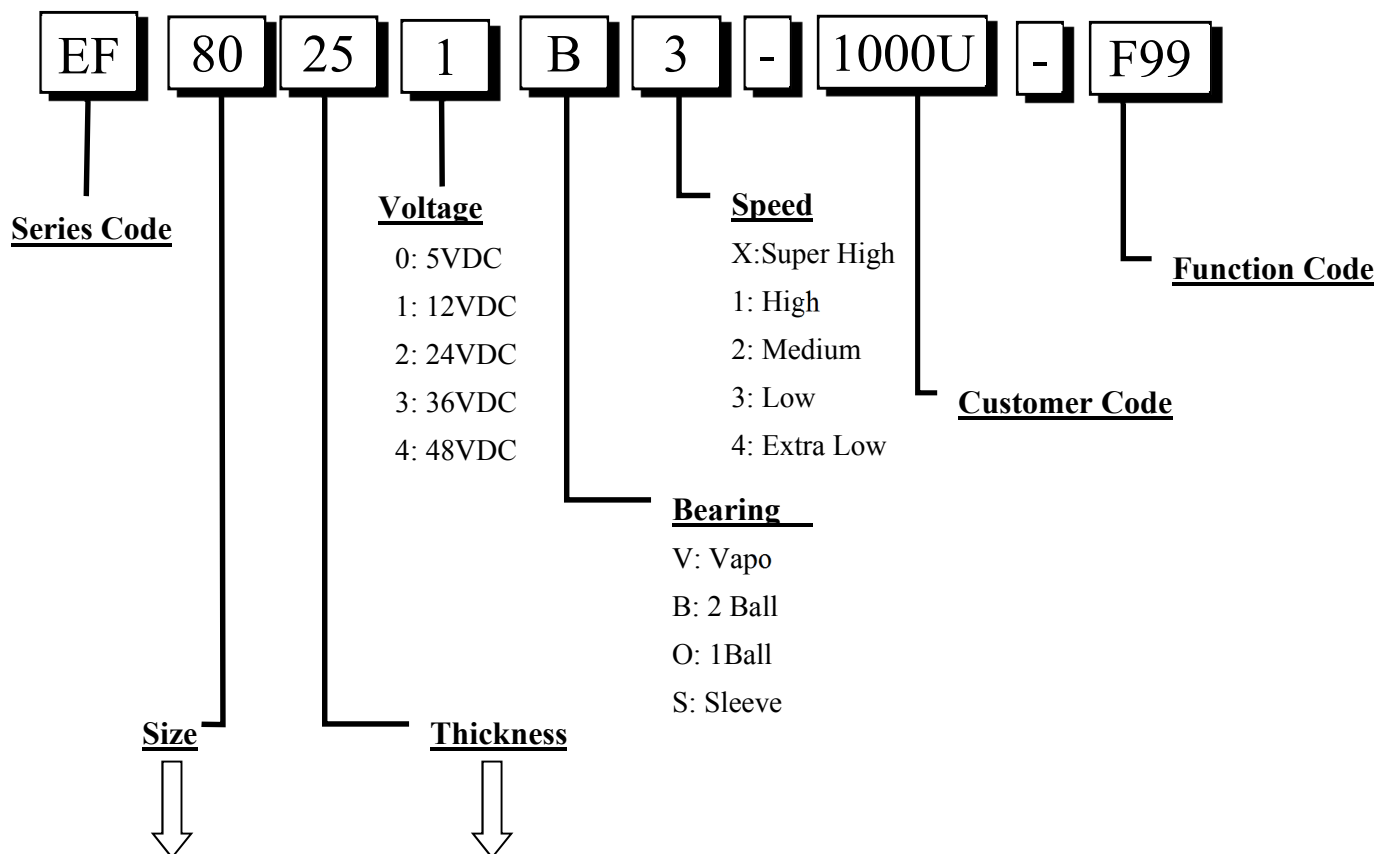 EF 80 25 1 B 3 - 1000U - F99
Series Code
Voltage
0: 5VDC
1: 12VDC
2: 24VDC
3: 36VDC
4: 48VDC
Speed
X:Super High
1: High
2: Medium
3: Low
4: Extra Low
Function Code
Customer Code
Bearing
V: Vapo
B: 2 Ball
O: 1Ball
S: Sleeve
Size
Thickness